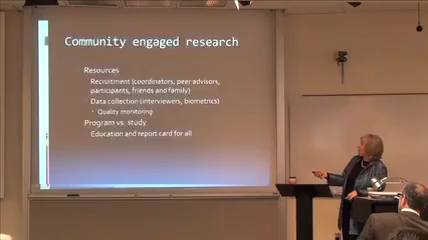 Community engaged research
Resources
Recruitment (coordinators, peer advisors,
participants, friends and family)
Data collection (interviewers, biometrics)
• Quality monitoring
Program vs. study
Education and report card for all